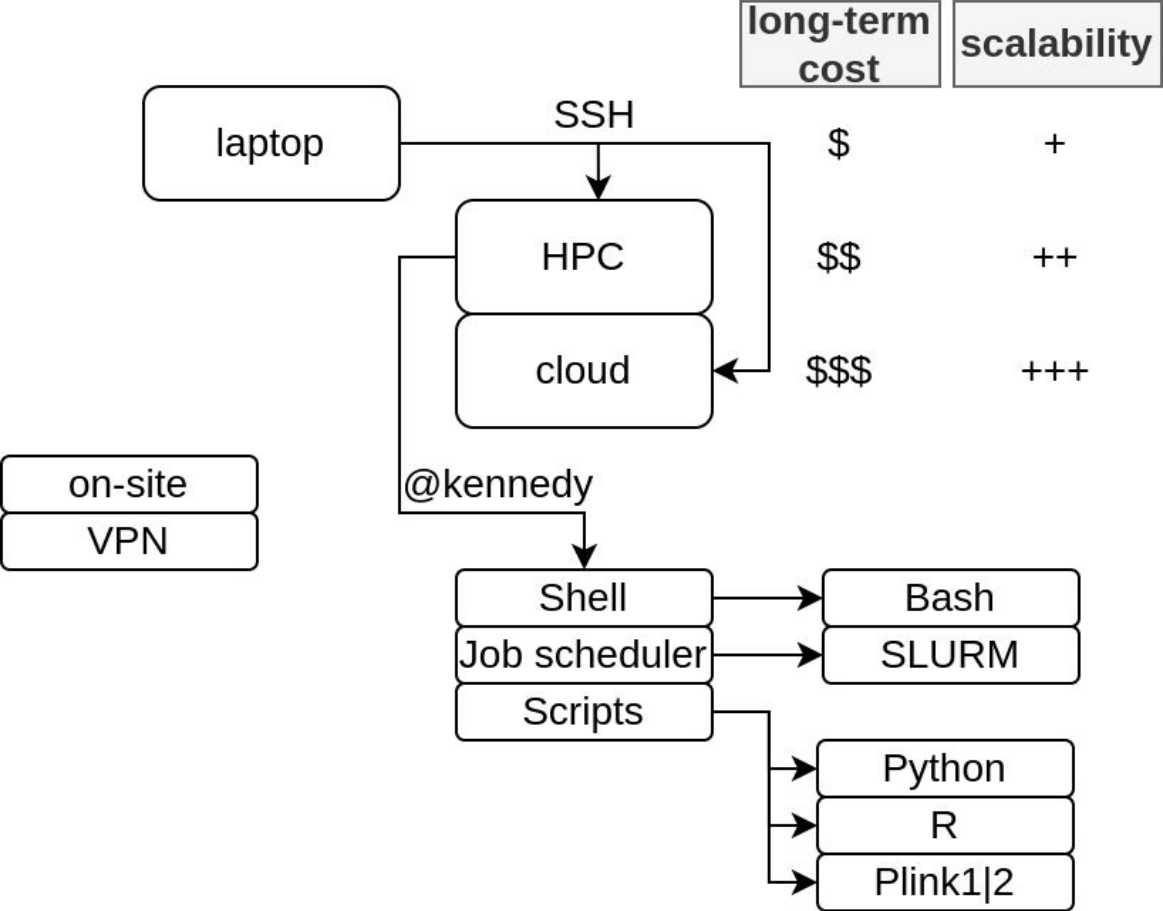 long-term
cost
scalability
laptop
SSH
$
+
HPC
$$
++
cloud
$$$
+++
on-site
VPN
@kennedy
Shell
Bash
Job scheduler
SLURM
Scripts
Python
R
Plink1|2